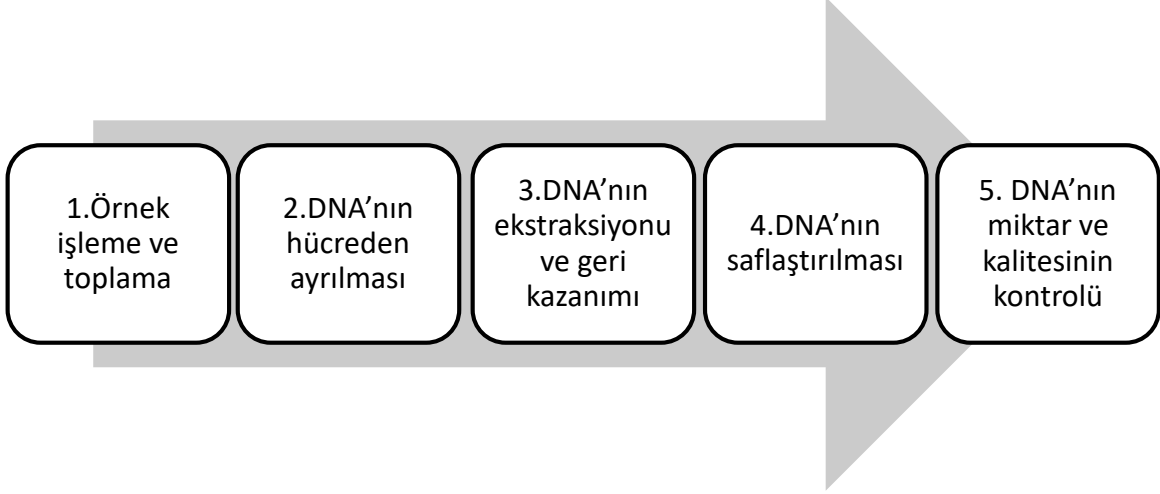 1.Örnek
işleme ve
toplama
2.DNA’nın
hücreden
ayrılması
3.DNA’nın
ekstraksiyonu
ve geri
kazanımı
4.DNA’nın
saflaştırılması
5. DNA’nın
miktar ve
kalitesinin
kontrolü